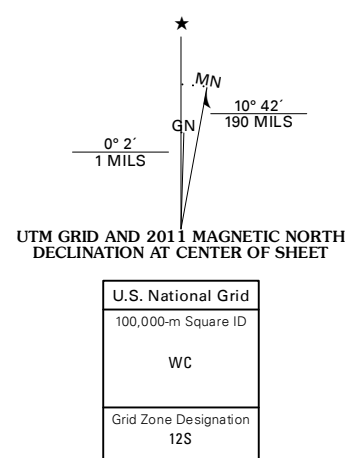 ★
MN
GN
10° 42´
190 MILS
0° 2´
1 MILS
UTM GRID AND 2011 MAGNETIC NORTH
DECLINATION AT CENTER OF SHEET
U.S. National Grid
100,000-m Square ID
WC
Grid Zone Designation
12S